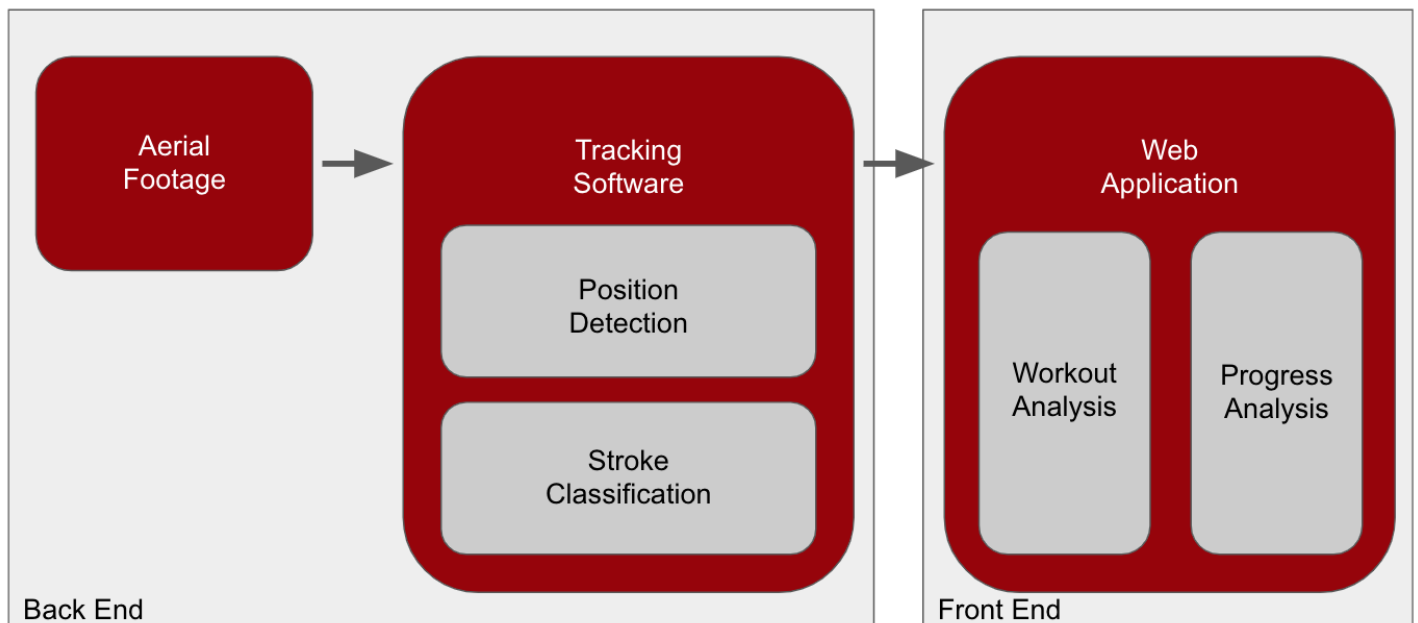 Aerial
Footage
Tracking
Software
Position
Detection
Stroke
Classification
Back End
Web
Application
Workout
Analysis
Progress
Analysis
Front End